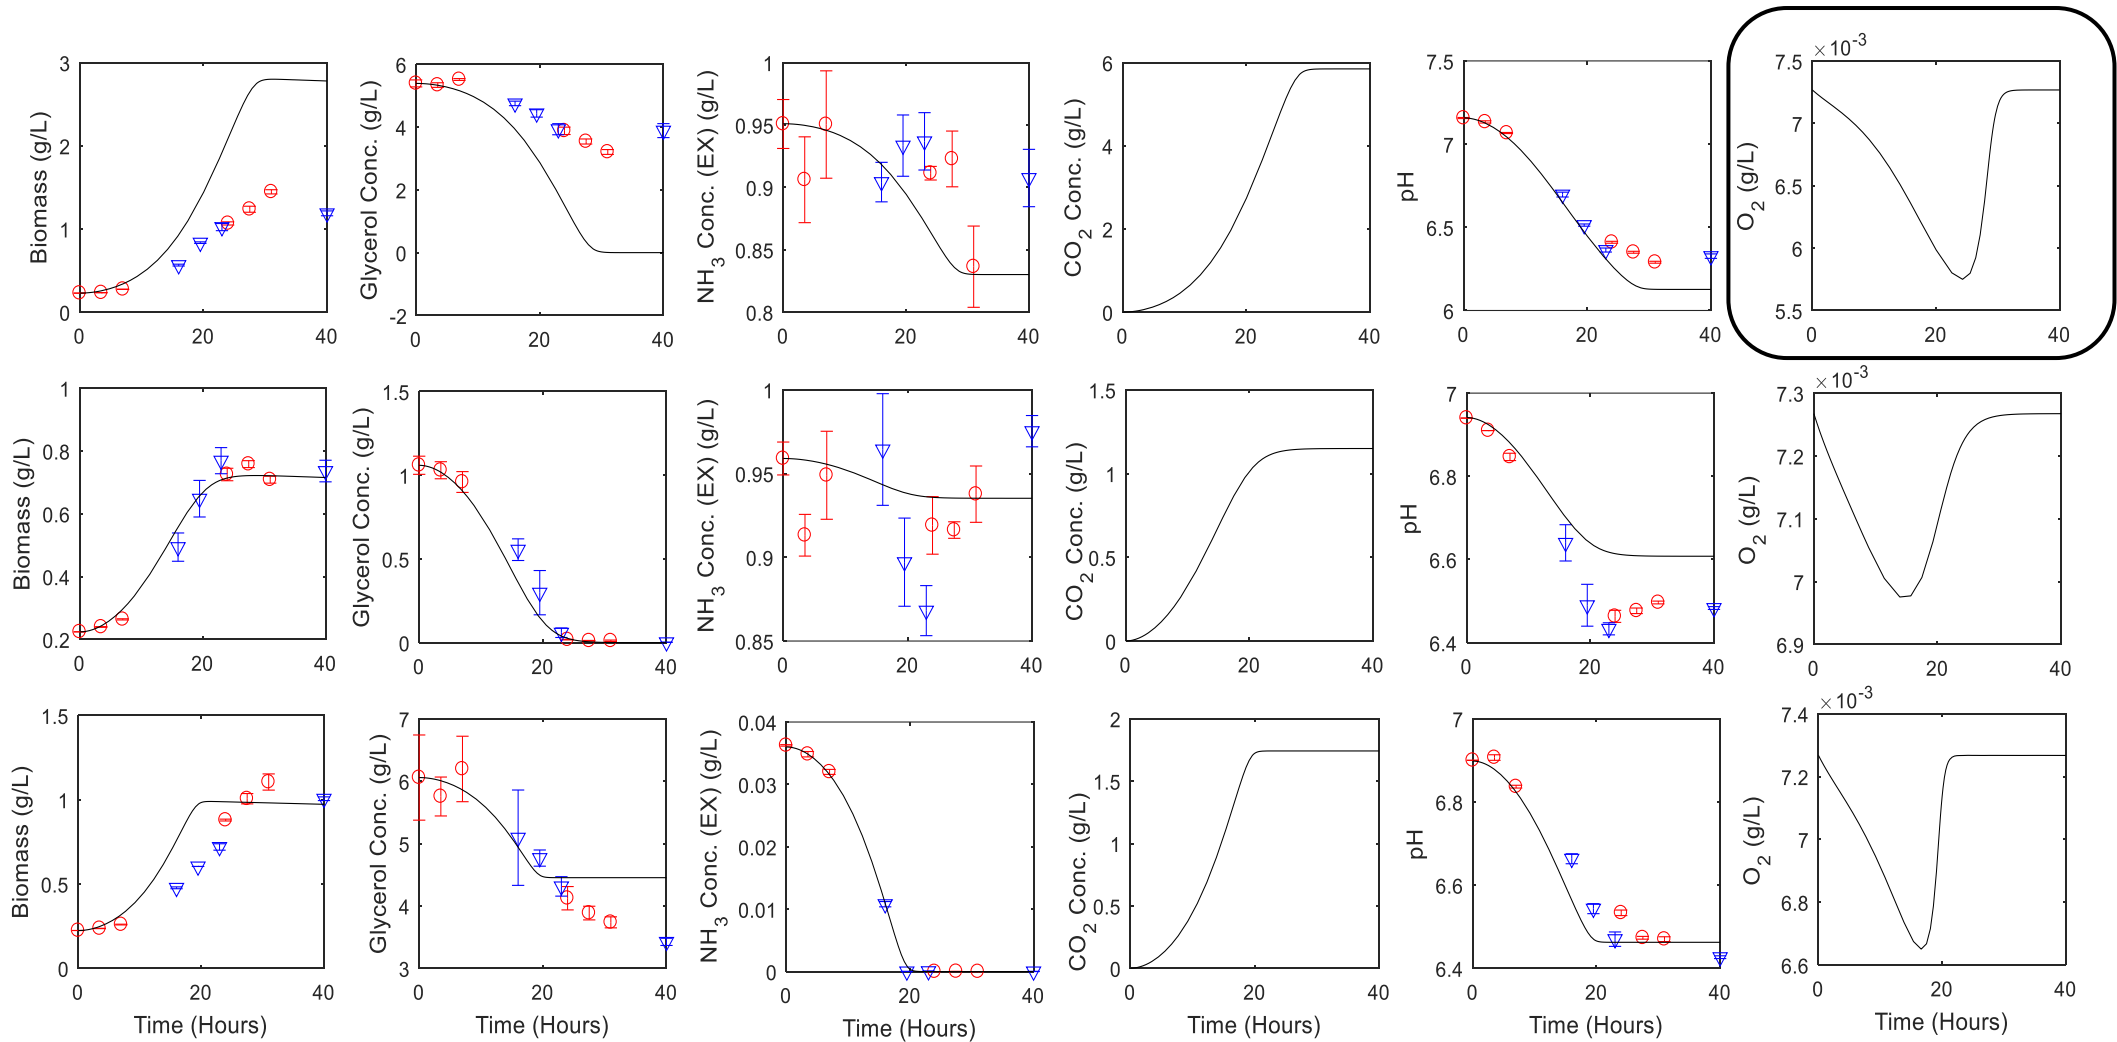 ×10-3
3
2
1
0
0 20 40
Biomass (g/L)
6
4
2
0
-2
0 20 40
Glycerol Conc. (g/L)
1
0.95
0.9
0.85
0.8
0 20 40
NH3 Conc. (EX) (g/L)
6
4
2
0
0 20 40
CO2 Conc. (g/L)
7.5
7
6.5
6
0 20 40
pH
7.5
7
6.5
6
5.5
0 20 40
O2 (g/L)
1
0.8
0.6
0.4
0.2
0 20 40
Biomass (g/L)
1.5
1
0.5
0
0 20 40
Glycerol Conc. (g/L)
1
0.95
0.9
0.85
0 20 40
NH3 Conc. (EX) (g/L)
1.5
1
0.5
0
0 20 40
CO2 Conc. (g/L)
7
6.8
6.6
6.4
0 20 40
pH
×10-3
7.3
7.2
7.1
7
6.9
0 20 40
O2 (g/L)
1.5
1
0.5
0
0 20 40
Biomass (g/L)
Time (Hours)
7
6
5
4
3
0 20 40
Glycerol Conc. (g/L)
Time (Hours)
0.04
0.03
0.02
0.01
0
0 20 40
NH3 Conc. (EX) (g/L)
Time (Hours)
2
1.5
1
0.5
0
0 20 40
CO2 Conc. (g/L)
Time (Hours)
7
6.8
6.6
6.4
0 20 40
pH
Time (Hours)
×10-3
7.4
7.2
7
6.8
6.6
0 20 40
O2 (g/L)
Time (Hours)